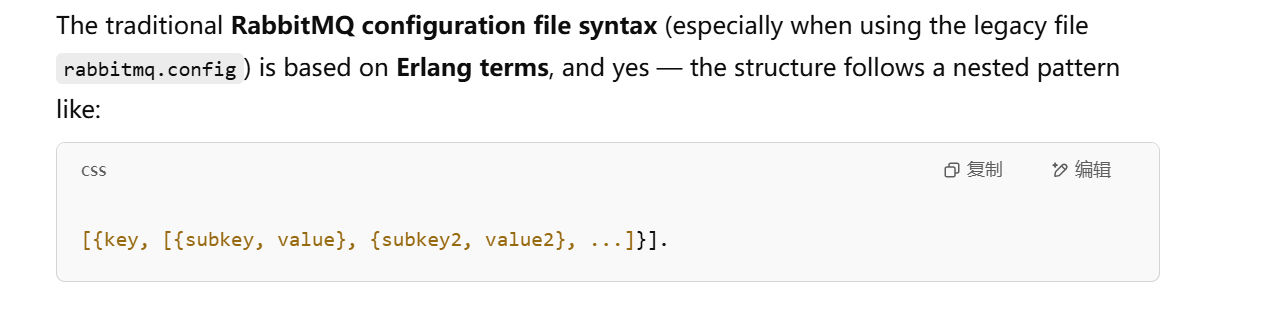 The traditional RabbitMQ configuration file syntax (especially when using the legacy file
rabbitmq.config) is based on Erlang terms, and yes — the structure follows a nested pattern
like:
css 复制 编辑
[{key, [{subkey, value}, {subkey2, value2}, ...]}].